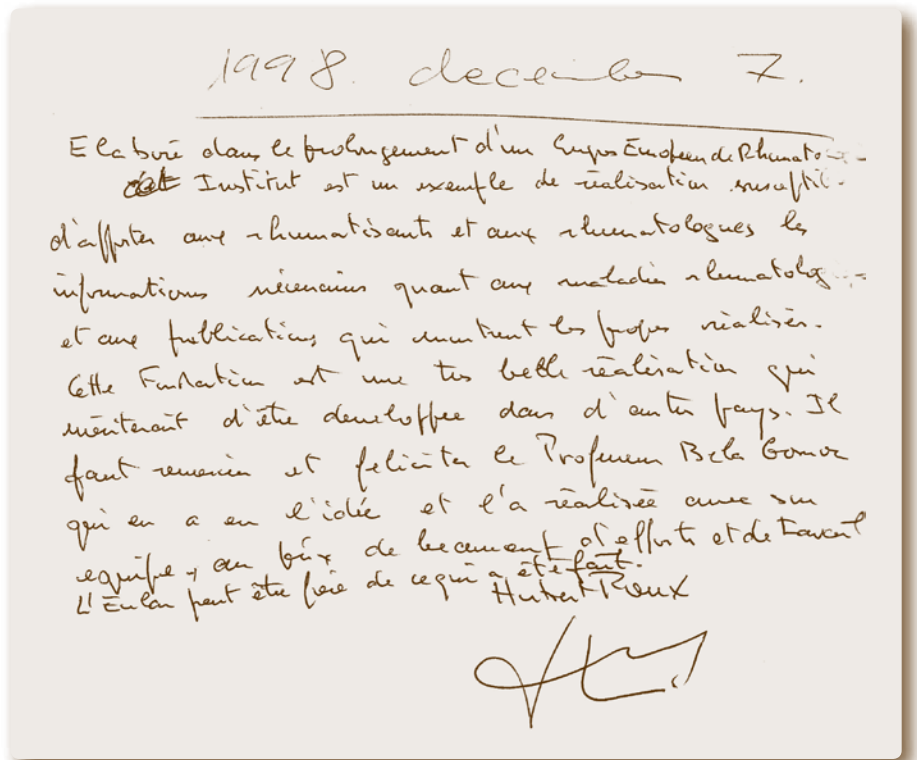 1998. december 7.
Elaboré dans le prolongement d'un Congrès Européen de Rhumato
cet Institut est un exemple de réalisation suscepti
d'apporter aux rhumatisants et aux rhumatologues les
informations nécessaires quant aux maladies rhumatolog
et aux publications qui montrent les progrès réalisés.
Cette Fondation est une très belle réalisation qui
mériterait d'être developpée dans d'autres pays. Il
faut remercier et féliciter le Professeur Bela Gomor
qui en a eu l'idée et l'a réalisée avec son
equipe, au prix de beaucoup d'efforts et de travail
L'Eular peut être fière de ce qui a été fait.
Hubert Roux